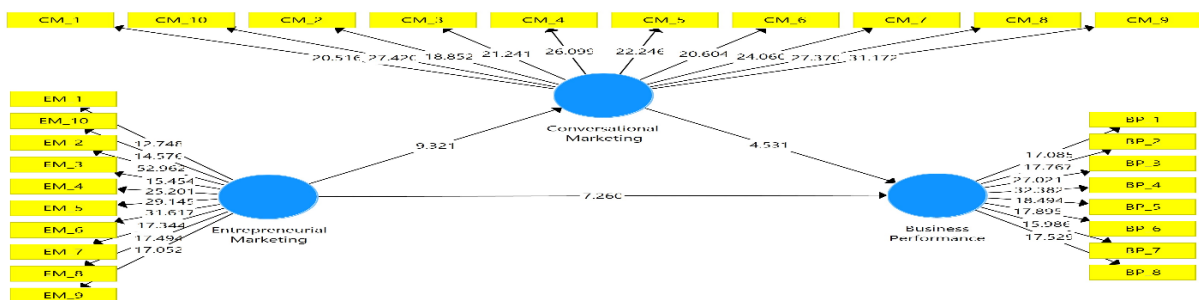 CM_1
CM_10
CM_2
CM_3
CM_4
CM_5
CM_6
CM_7
CM_8
CM_9
20.516
27.420
18.852
21.241
26.099
22.246
20.604
24.060
27.370
31.172
Conversational
Marketing
EM_1
EM_10
EM_2
EM_3
EM_4
EM_5
EM_6
EM_7
EM_8
EM_9
12.748
14.576
52.962
15.454
25.201
29.145
31.617
17.344
17.494
17.052
Entrepreneurial
Marketing
9.321
4.531
7.260
BP_1
BP_2
BP_3
BP_4
BP_5
BP_6
BP_7
BP_8
17.085
17.767
27.021
32.382
18.494
17.895
15.986
17.529
Business
Performance